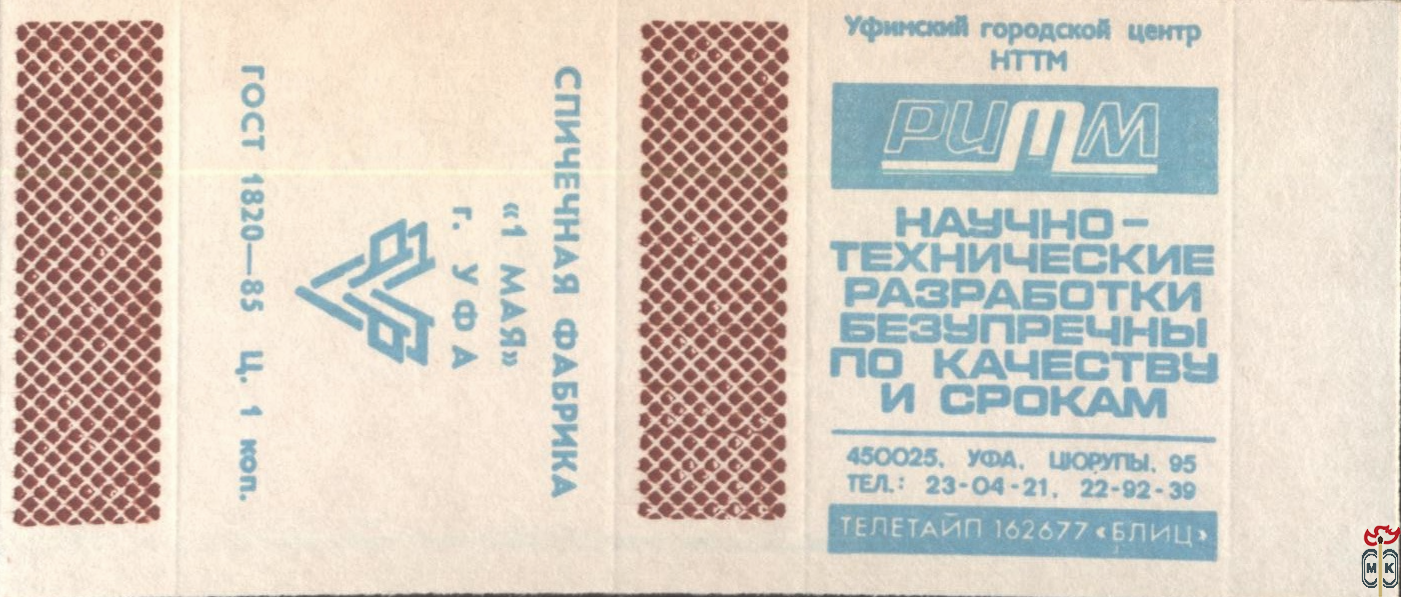 ГОСТ 1820—85 Ц. 1 коп.
СПИЧЕЧНАЯ ФАБРИКА
«1 МАЯ»
г. УФА
Уфимский городской центр
НТТМ
РИТМ
НАУЧНО-
ТЕХНИЧЕСКИЕ
РАЗРАБОТКИ
БЕЗУПРЕЧНЫ
ПО КАЧЕСТВУ
И СРОКАМ
450025, УФА, ЦЮРУПЫ, 95
ТЕЛ.: 23-04-21, 22-92-39
ТЕЛЕТАЙП 162677 «БЛИЦ»
МК